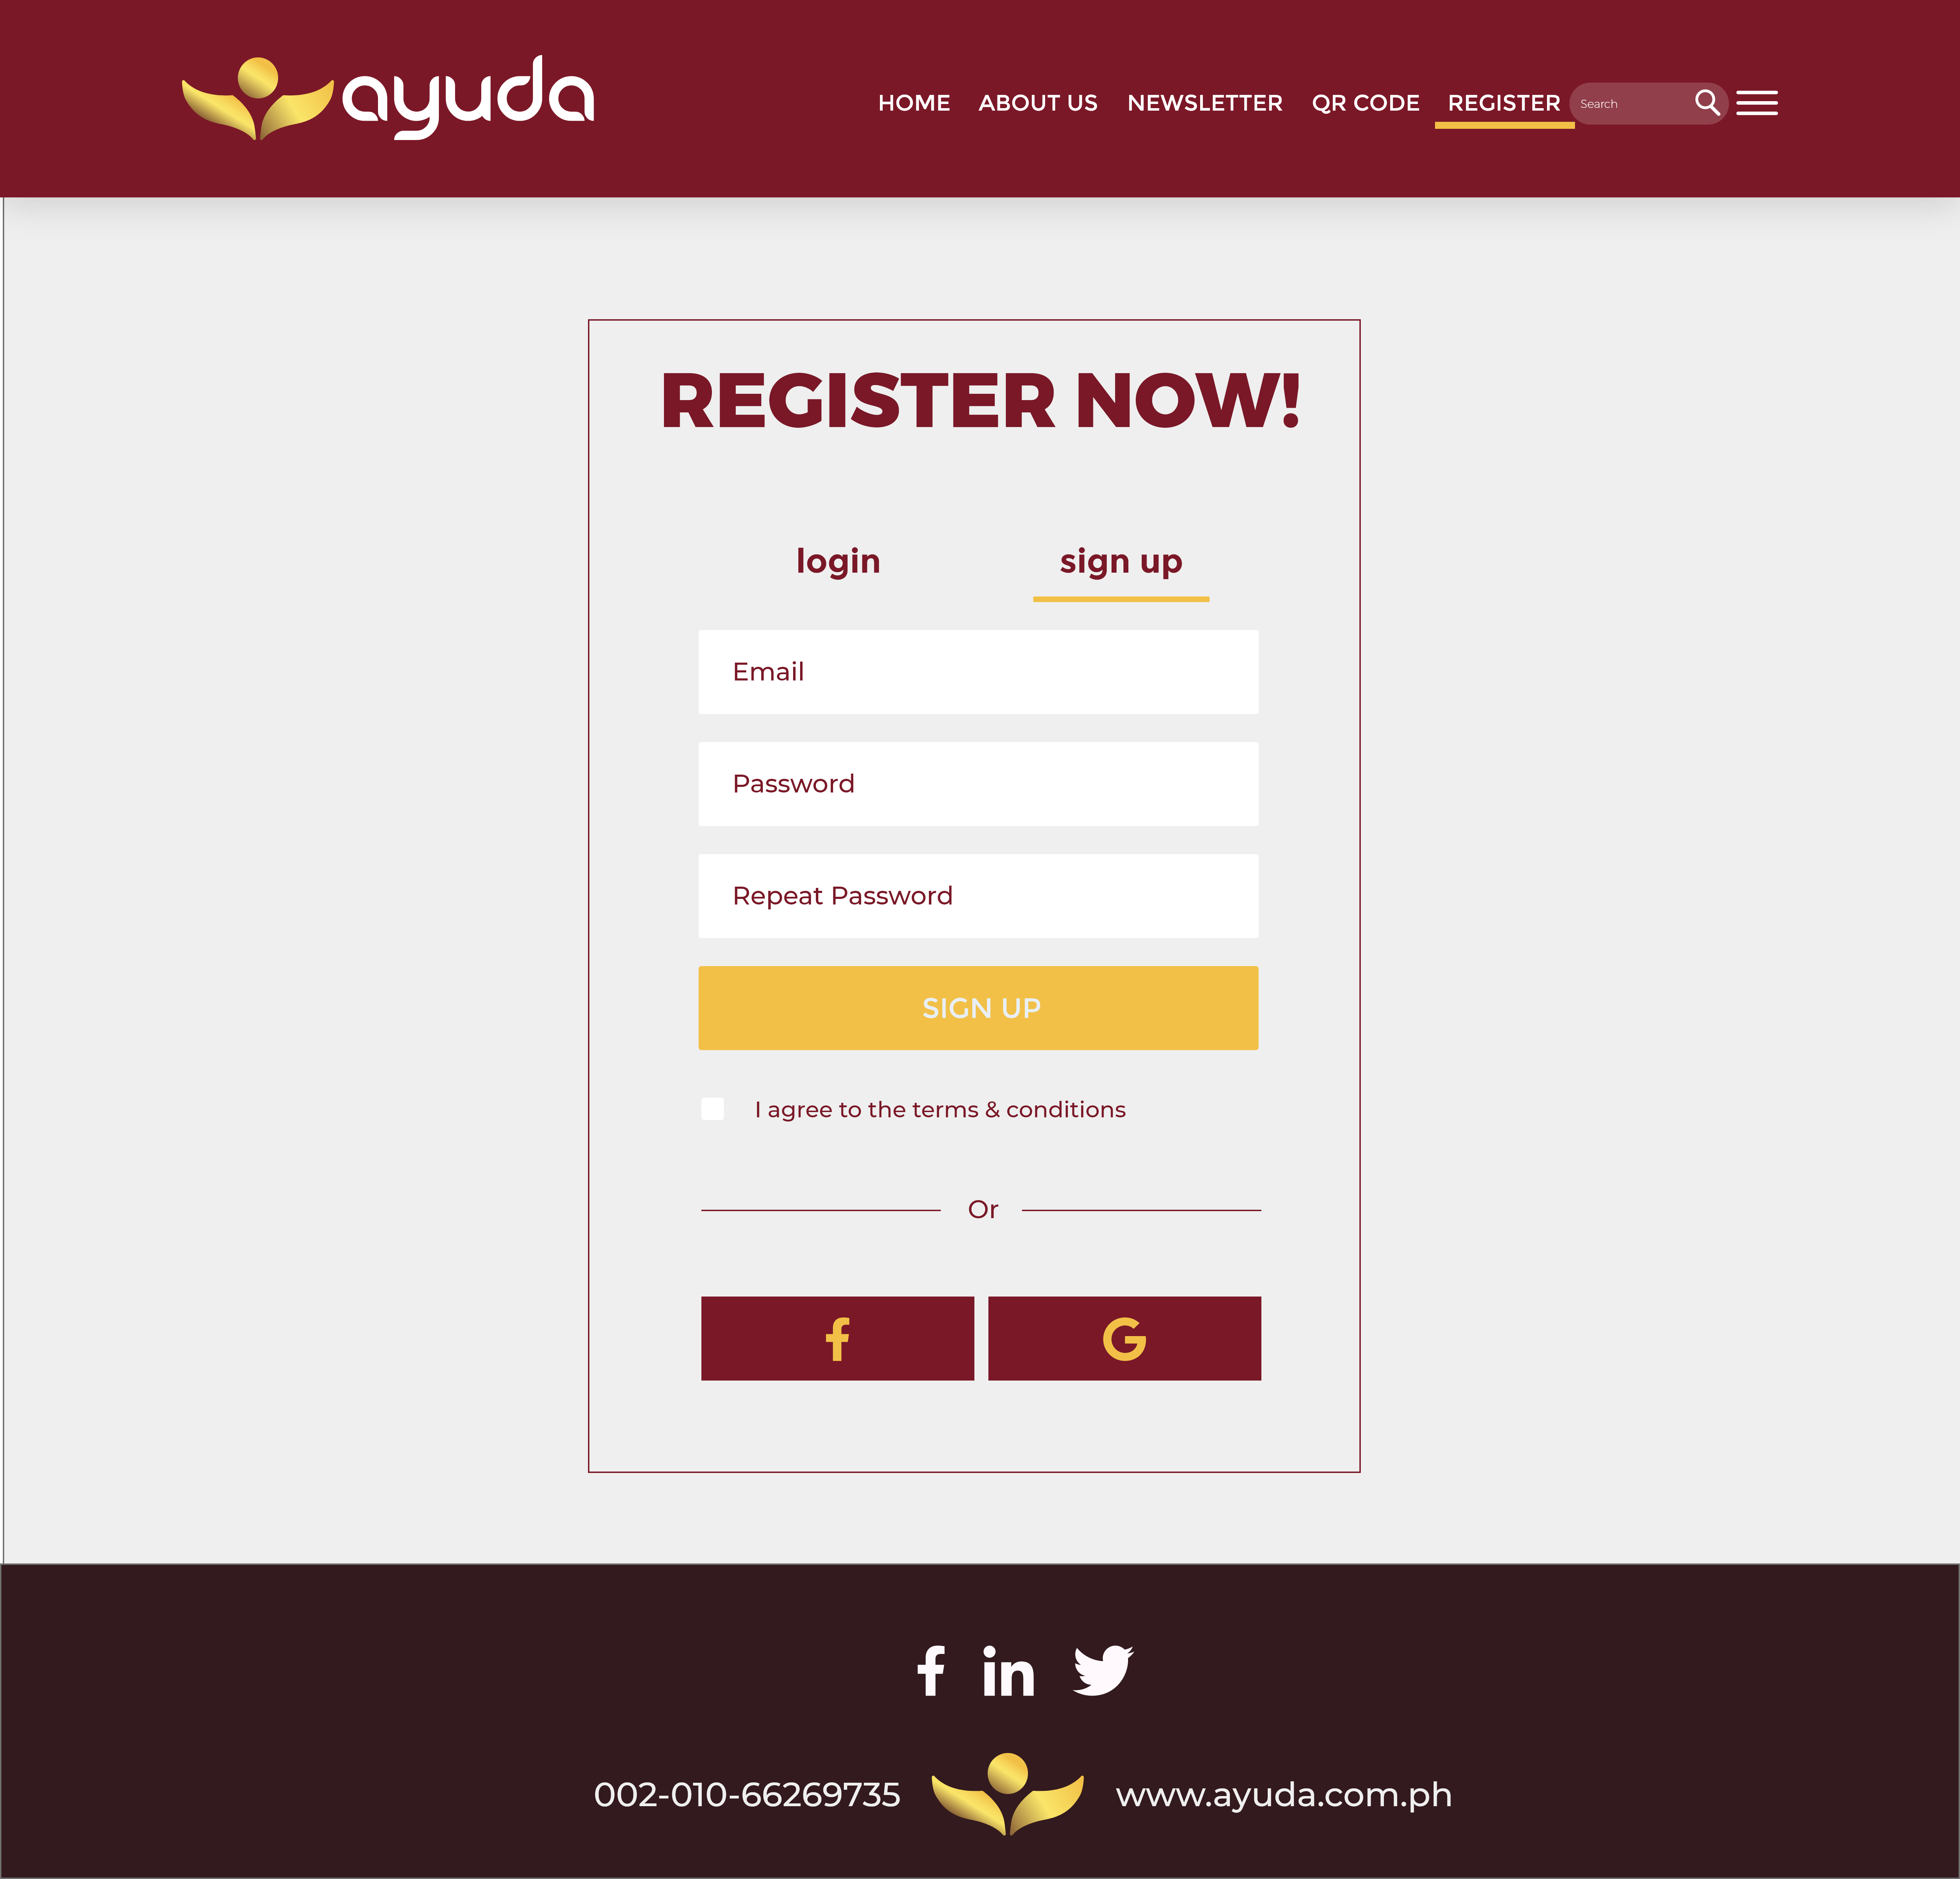 ayuda
HOME ABOUT US NEWSLETTER QR CODE REGISTER Search
REGISTER NOW!
login sign up
Email
Password
Repeat Password
SIGN UP
I agree to the terms & conditions
Or
f G
f in
002-010-66269735 www.ayuda.com.ph